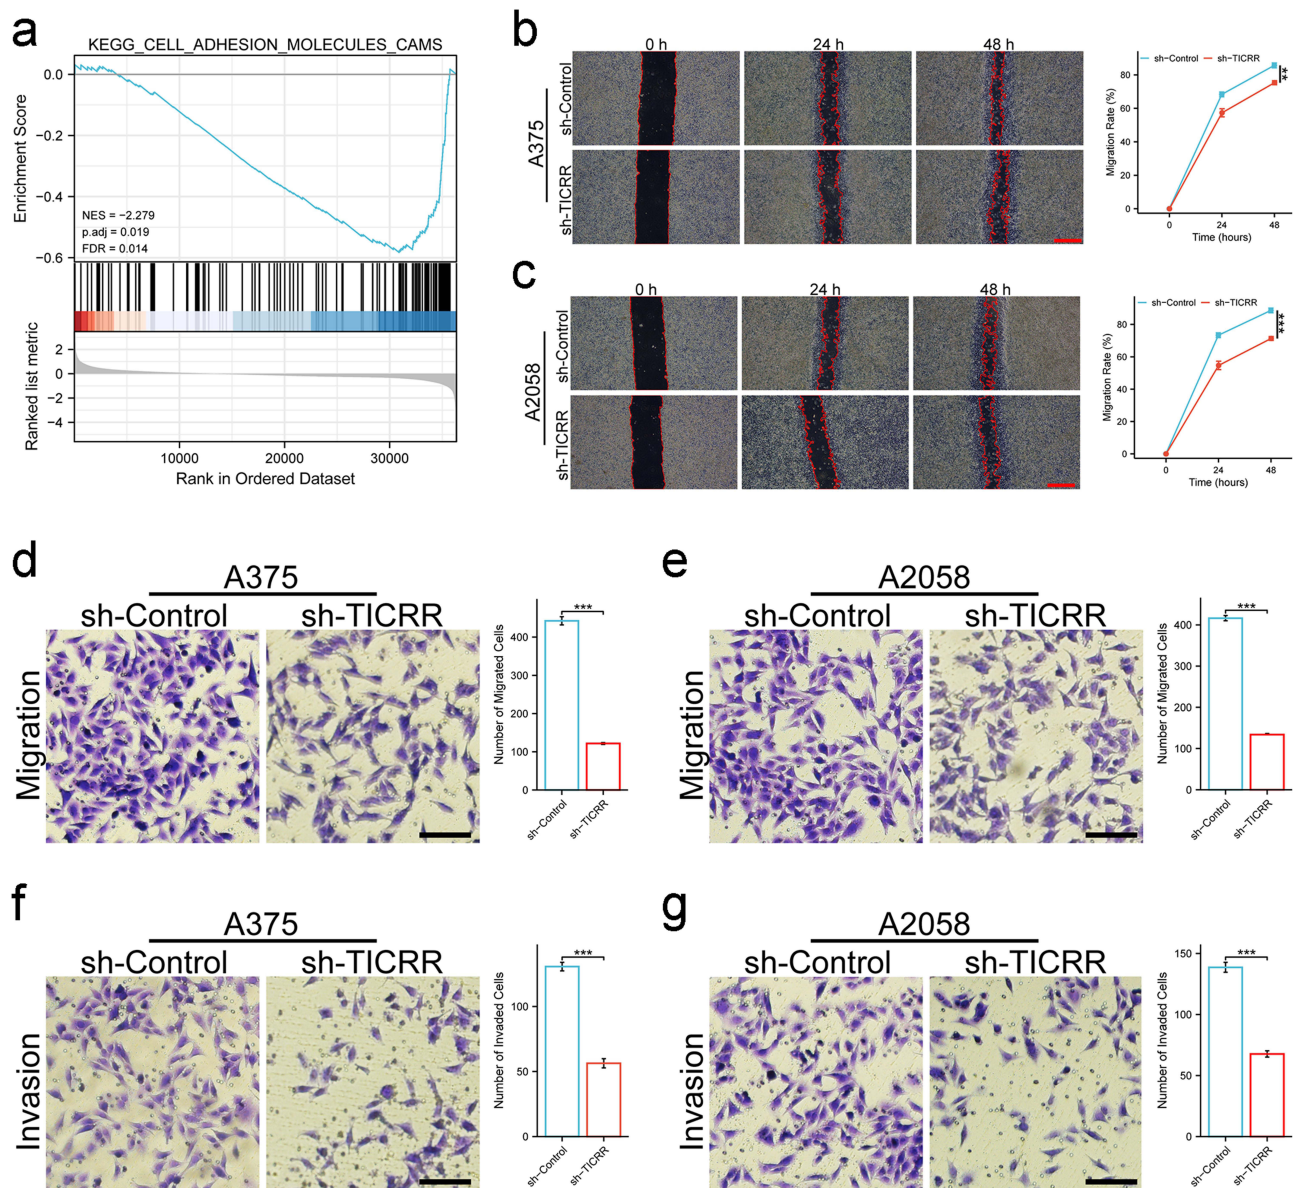 a
KEGG_CELL_ADHESION_MOLECULES_CAMS
Enrichment Score
0.0
−0.2
−0.4
−0.6
NES = −2.279
p.adj = 0.019
FDR = 0.014
Ranked list metric
2
0
−2
−4
10000 20000 30000
Rank in Ordered Dataset
b
0 h 24 h 48 h
A375
sh-Control
sh-TICRR
sh−Control sh−TICRR
Migration Rate (%)
80
60
40
20
0
**
0 24 48
Time (hours)
c
0 h 24 h 48 h
A2058
sh-Control
sh-TICRR
sh−Control sh−TICRR
Migration Rate (%)
80
60
40
20
0
***
0 24 48
Time (hours)
d
A375
sh-Control sh-TICRR
Migration
Number of Migrated Cells
400
300
200
100
0
***
sh−Control sh−TICRR
e
A2058
sh-Control sh-TICRR
Migration
Number of Migrated Cells
400
300
200
100
0
***
sh−Control sh−TICRR
f
A375
sh-Control sh-TICRR
Invasion
Number of Invaded Cells
100
50
0
***
sh−Control sh−TICRR
g
A2058
sh-Control sh-TICRR
Invasion
Number of Invaded Cells
150
100
50
0
***
sh−Control sh−TICRR